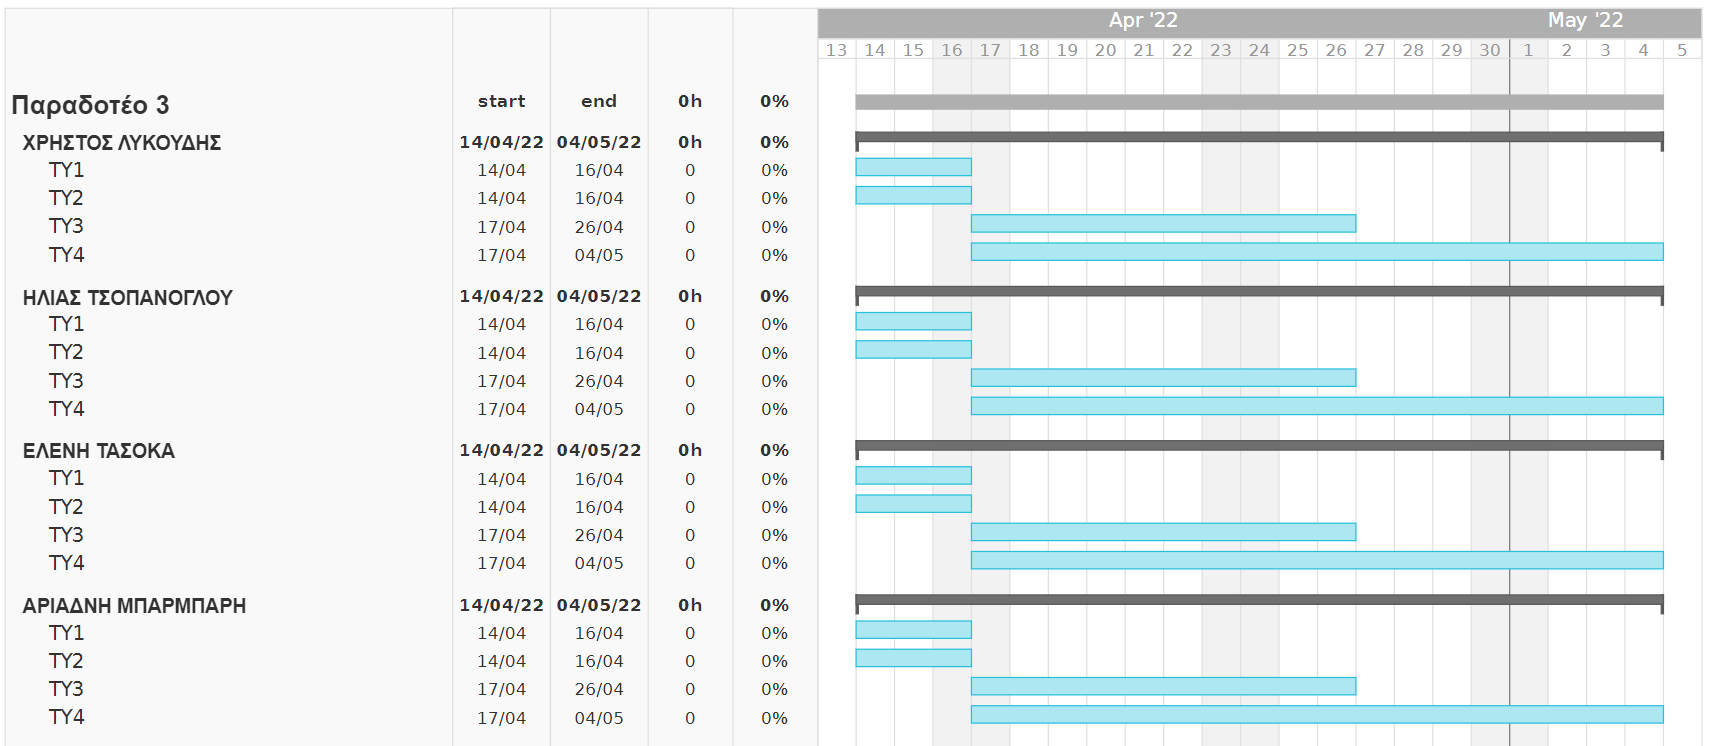 Apr '22 May '22
13 14 15 16 17 18 19 20 21 22 23 24 25 26 27 28 29 30 1 2 3 4 5
Παραδοτέο 3 start end 0h 0%
ΧΡΗΣΤΟΣ ΛΥΚΟΥΔΗΣ 14/04/22 04/05/22 0h 0%
ΤΥ1 14/04 16/04 0 0%
ΤΥ2 14/04 16/04 0 0%
ΤΥ3 17/04 26/04 0 0%
ΤΥ4 17/04 04/05 0 0%
ΗΛΙΑΣ ΤΣΟΠΑΝΟΓΛΟΥ 14/04/22 04/05/22 0h 0%
ΤΥ1 14/04 16/04 0 0%
ΤΥ2 14/04 16/04 0 0%
ΤΥ3 17/04 26/04 0 0%
ΤΥ4 17/04 04/05 0 0%
ΕΛΕΝΗ ΤΑΣΟΚΑ 14/04/22 04/05/22 0h 0%
ΤΥ1 14/04 16/04 0 0%
ΤΥ2 14/04 16/04 0 0%
ΤΥ3 17/04 26/04 0 0%
ΤΥ4 17/04 04/05 0 0%
ΑΡΙΑΔΝΗ ΜΠΑΡΜΠΑΡΗ 14/04/22 04/05/22 0h 0%
ΤΥ1 14/04 16/04 0 0%
ΤΥ2 14/04 16/04 0 0%
ΤΥ3 17/04 26/04 0 0%
ΤΥ4 17/04 04/05 0 0%